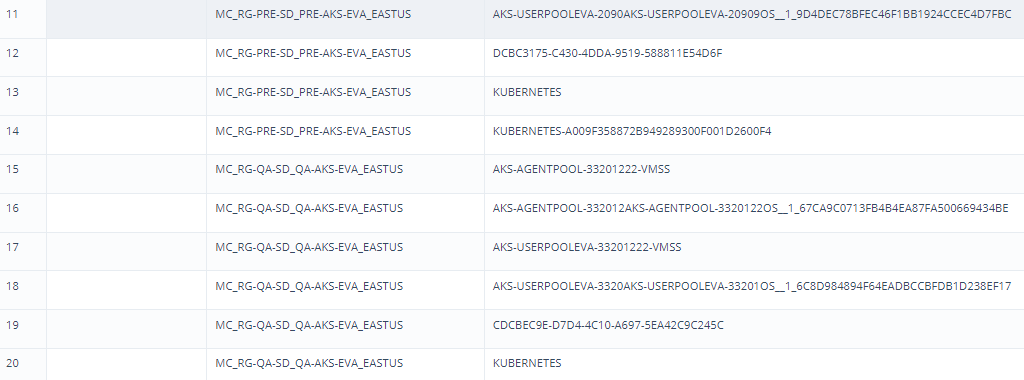 11 MC_RG-PRE-SD_PRE-AKS-EVA_EASTUS AKS-USERPOOLEVA-2090AKS-USERPOOLEVA-20909OS__1_9D4DEC78BFEC46F1BB1924CCEC4D7FBC
12 MC_RG-PRE-SD_PRE-AKS-EVA_EASTUS DCBC3175-C430-4DDA-9519-588811E54D6F
13 MC_RG-PRE-SD_PRE-AKS-EVA_EASTUS KUBERNETES
14 MC_RG-PRE-SD_PRE-AKS-EVA_EASTUS KUBERNETES-A009F358872B949289300F001D2600F4
15 MC_RG-QA-SD_QA-AKS-EVA_EASTUS AKS-AGENTPOOL-33201222-VMSS
16 MC_RG-QA-SD_QA-AKS-EVA_EASTUS AKS-AGENTPOOL-332012AKS-AGENTPOOL-3320122OS__1_67CA9C0713FB4B4EA87FA500669434BE
17 MC_RG-QA-SD_QA-AKS-EVA_EASTUS AKS-USERPOOLEVA-33201222-VMSS
18 MC_RG-QA-SD_QA-AKS-EVA_EASTUS AKS-USERPOOLEVA-3320AKS-USERPOOLEVA-33201OS__1_6C8D984894F64EADBCCBFDB1D238EF17
19 MC_RG-QA-SD_QA-AKS-EVA_EASTUS CDCBEC9E-D7D4-4C10-A697-5EA42C9C245C
20 MC_RG-QA-SD_QA-AKS-EVA_EASTUS KUBERNETES